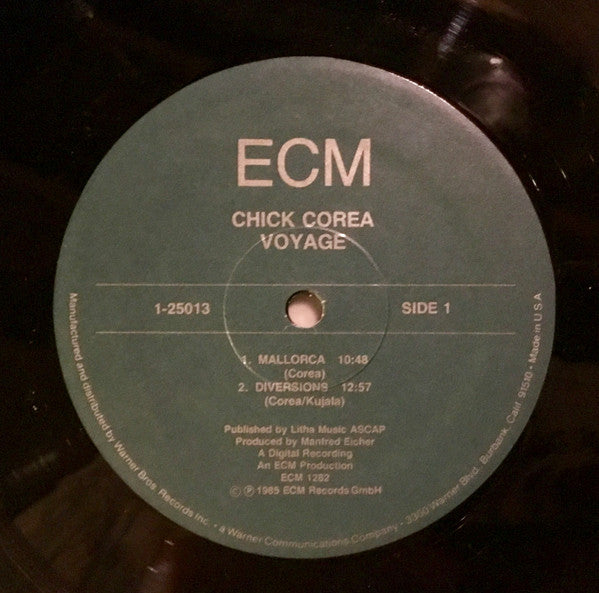 ECM
CHICK COREA
VOYAGE
1-25013 SIDE 1
1. MALLORCA 10:48
(Corea)
2. DIVERSIONS 12:57
(Corea/Kujala)
Published by Litha Music ASCAP
Produced by Manfred Eicher
A Digital Recording
An ECM Production
ECM 1282
© ℗ 1985 ECM Records GmbH
Manufactured and distributed by Warner Bros. Records Inc. • a Warner Communications Company • 3350 Warner Blvd. Burbank, Calif. 91510 • Made in U.S.A.